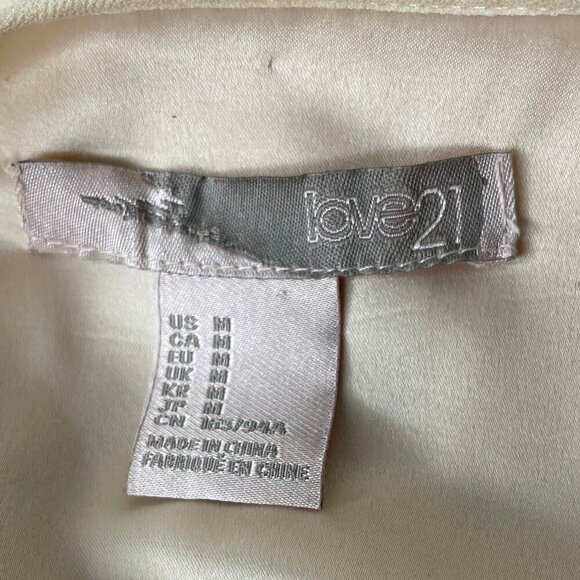 love21
US M
CA M
EU M
UK M
KR M
JP M
CN 165/94A
MADE IN CHINA
FABRIQUÉ EN CHINE